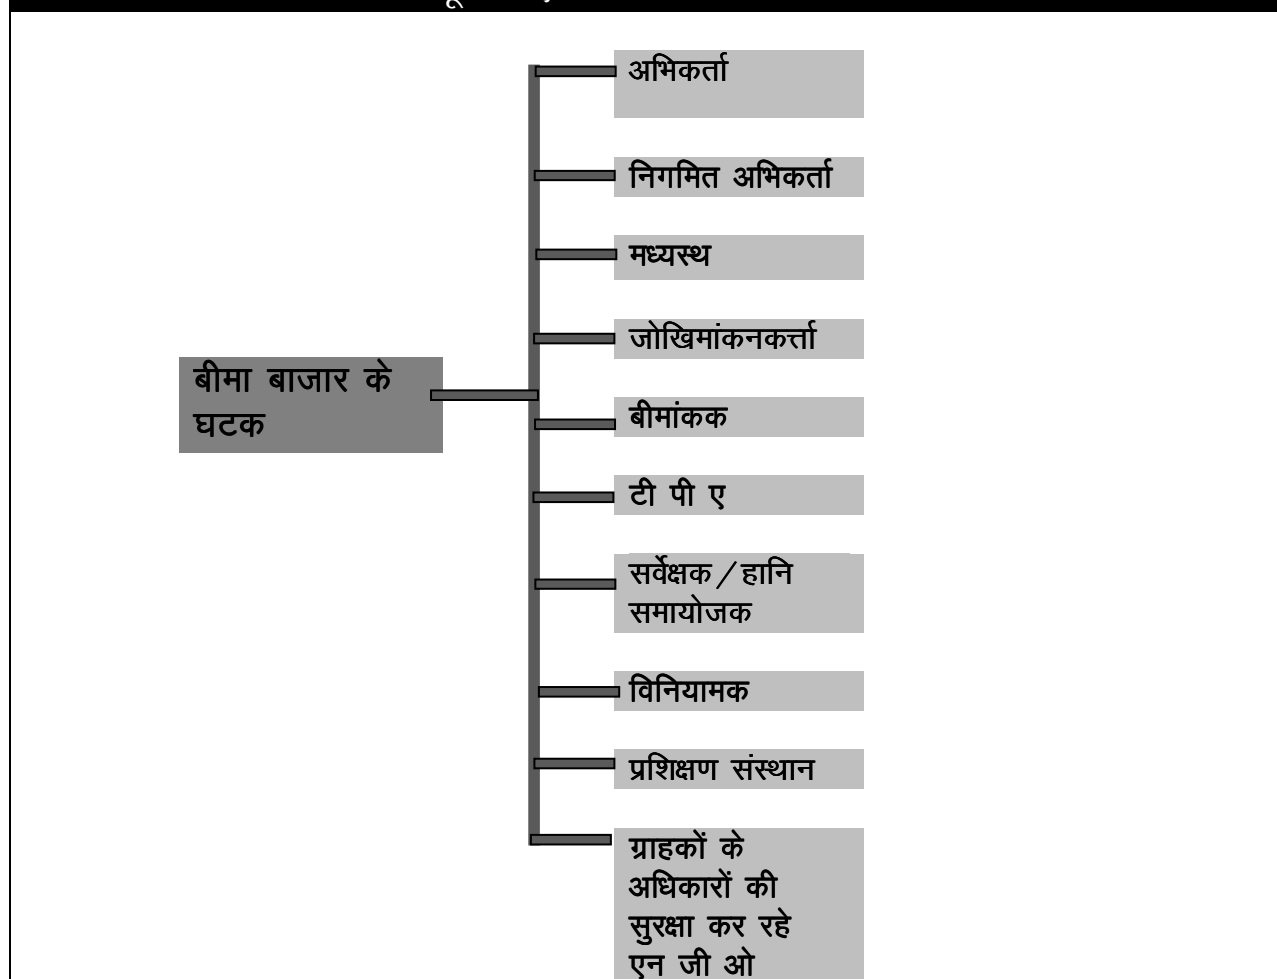 अभिकर्ता
निगमित अभिकर्ता
मध्यस्थ
जोखिमांकनकर्त्ता
बीमा बाजार के
घटक
बीमांकक
टी पी ए
सर्वेक्षक/हानि
समायोजक
विनियामक
प्रशिक्षण संस्थान
ग्राहकों के
अधिकारों की
सुरक्षा कर रहे
एन जी ओ